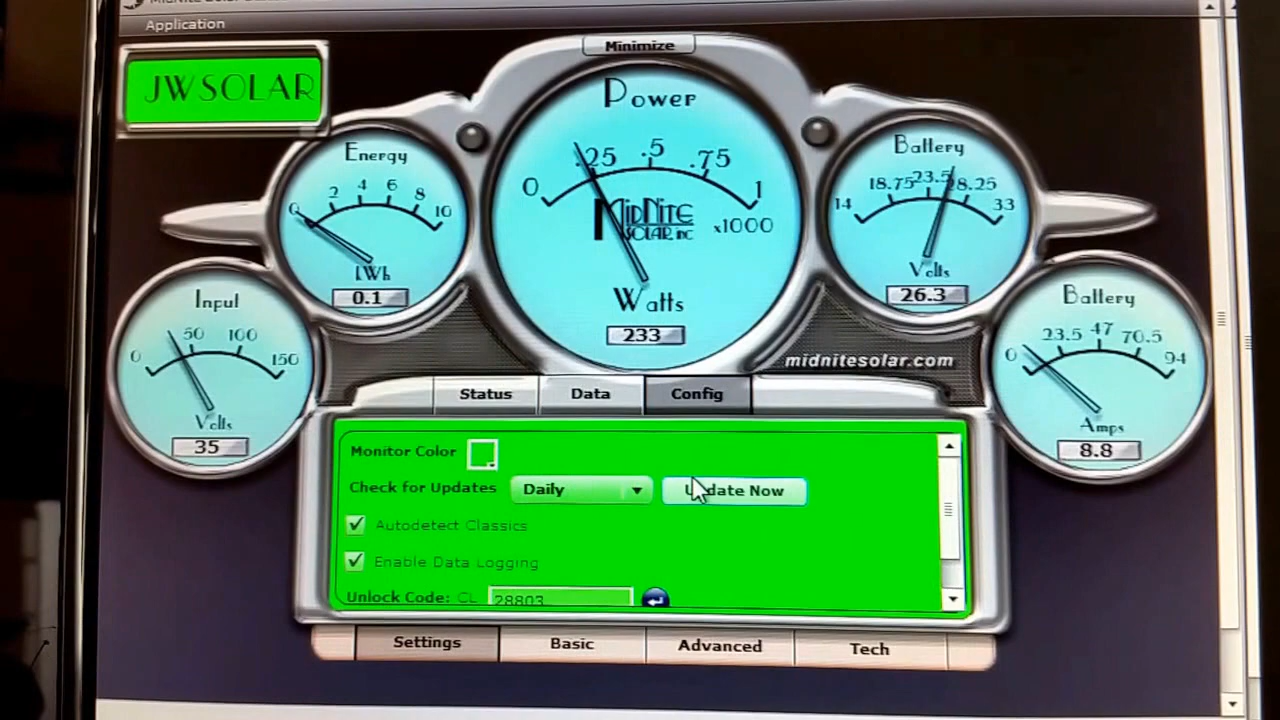 Application
Minimize
JWSOLAR
Power
0 .25 .5 .75 1
MidNite
SOLAR INC
x1000
Watts
233
Energy
0 2 4 6 8 10
kWh
0.1
Battery
14 18.75 23.5 28.25 33
Volts
26.3
Input
0 50 100 150
Volts
35
Battery
0 23.5 47 70.5 94
Amps
8.8
midnitesolar.com
Status Data Config
Monitor Color
Check for Updates Daily Update Now
Autodetect Classics
Enable Data Logging
Unlock Code: CL 28803
Settings Basic Advanced Tech